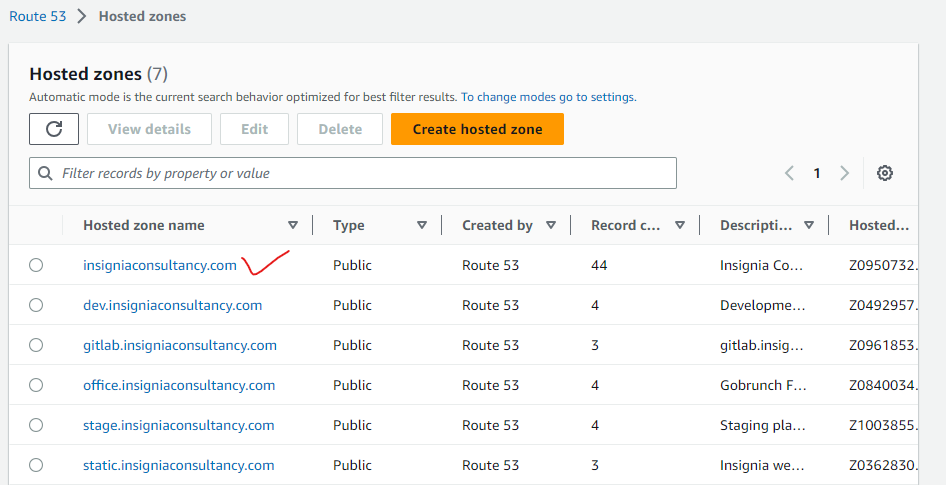 Route 53 > Hosted zones
Hosted zones (7)
Automatic mode is the current search behavior optimized for best filter results. To change modes go to settings.
View details Edit Delete Create hosted zone
Filter records by property or value 1
Hosted zone name Type Created by Record c... Descripti... Hosted...
insigniaconsultancy.com Public Route 53 44 Insignia Co... Z0950732.
dev.insigniaconsultancy.com Public Route 53 4 Developme... Z0492957.
gitlab.insigniaconsultancy.com Public Route 53 3 gitlab.insig... Z0961853.
office.insigniaconsultancy.com Public Route 53 4 Gobrunch F... Z0840034.
stage.insigniaconsultancy.com Public Route 53 4 Staging pla... Z1003855.
static.insigniaconsultancy.com Public Route 53 3 Insignia we... Z0362830.